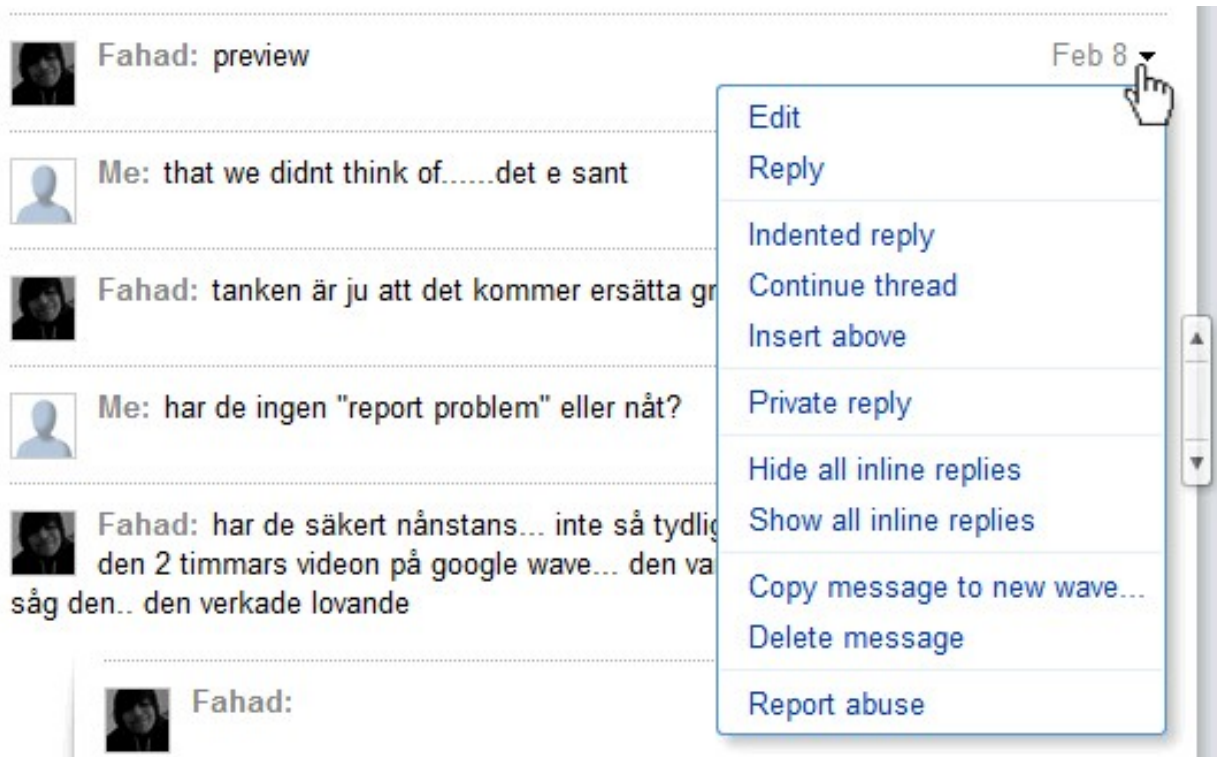 Fahad: preview
Feb 8
Me: that we didnt think of......det e sant
Fahad: tanken är ju att det kommer ersätta
Me: har de ingen "report problem" eller nåt?
Fahad: har de säkert nånstans... inte så
den 2 timmars videon på google wave... den
såg den.. den verkade lovande
Fahad:
Edit
Reply
Indented reply
Continue thread
Insert above
Private reply
Hide all inline replies
Show all inline replies
Copy message to new wave...
Delete message
Report abuse